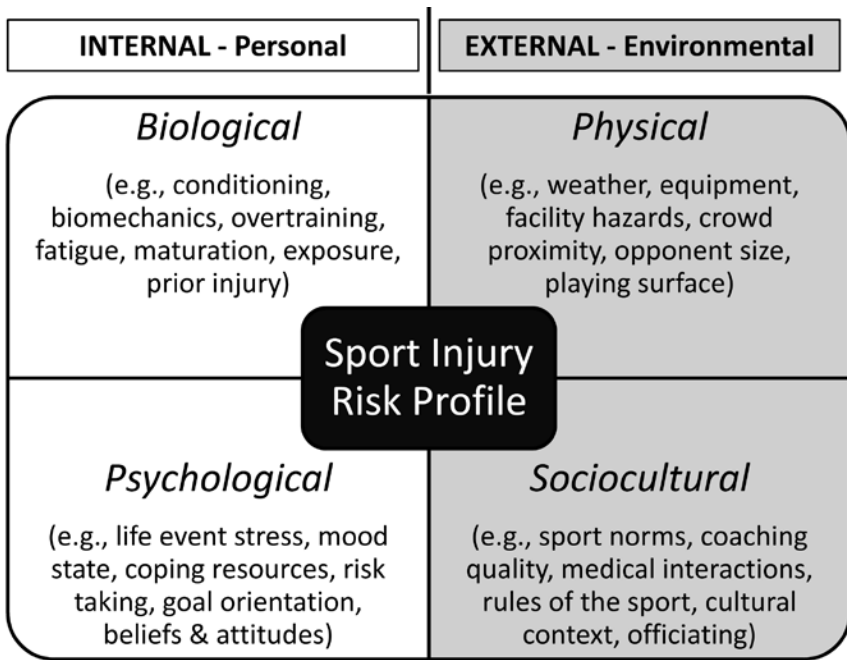 INTERNAL - Personal
EXTERNAL - Environmental
Biological
(e.g., conditioning,
biomechanics, overtraining,
fatigue, maturation, exposure,
prior injury)
Physical
(e.g., weather, equipment,
facility hazards, crowd
proximity, opponent size,
playing surface)
Sport Injury
Risk Profile
Psychological
(e.g., life event stress, mood
state, coping resources, risk
taking, goal orientation,
beliefs & attitudes)
Sociocultural
(e.g., sport norms, coaching
quality, medical interactions,
rules of the sport, cultural
context, officiating)